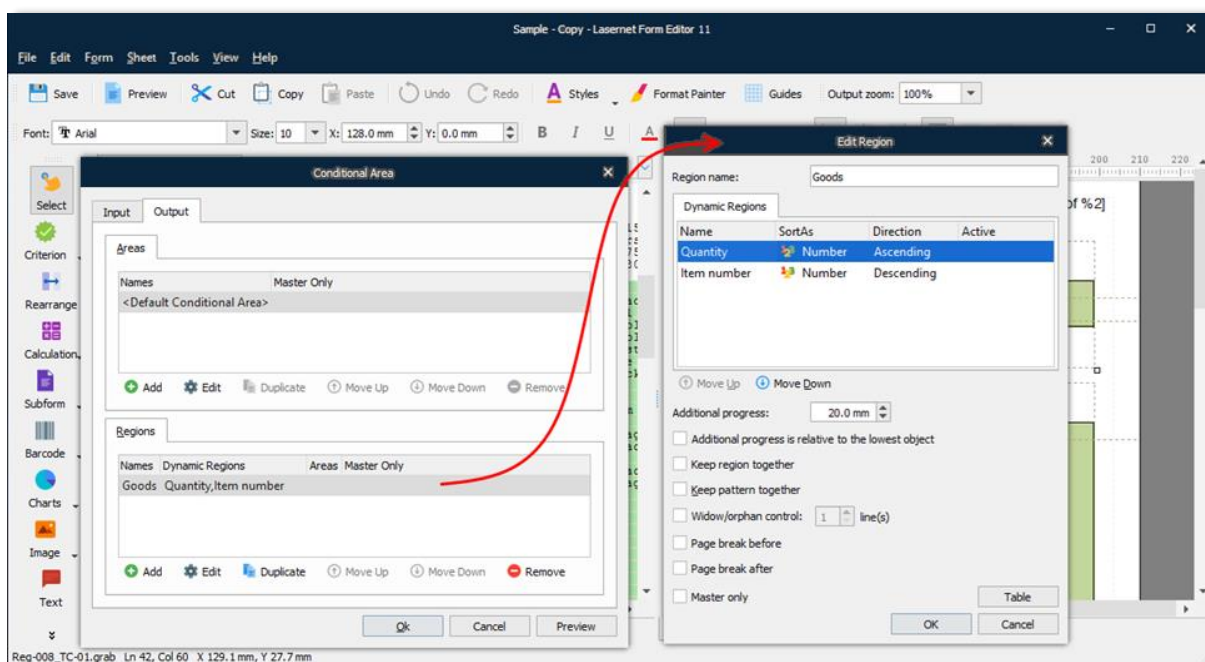 Sample - Copy - Lasernet Form Editor 11
File Edit Form Sheet Tools View Help
Save Preview Cut Copy Paste Undo Redo A Styles Format Painter Guides Output zoom: 100%
Font: Arial Size: 10 X: 128.0 mm Y: 0.0 mm B I U A
Select
Criterion
Rearrange
Calculation
Subform
Barcode
Charts
Image
Text
Conditional Area
Input Output
Areas
Names Master Only
<Default Conditional Area>
Add Edit Duplicate Move Up Move Down Remove
Regions
Names Dynamic Regions Areas Master Only
Goods Quantity,Item number
Add Edit Duplicate Move Up Move Down Remove
Ok Cancel Preview
Edit Region
Region name: Goods
Dynamic Regions
Name SortAs Direction Active
Quantity Number Ascending
Item number Number Descending
Move Up Move Down
Additional progress: 20.0 mm
Additional progress is relative to the lowest object
Keep region together
Keep pattern together
Widow/orphan control: 1 line(s)
Page break before
Page break after
Master only Table
OK Cancel
200 210 220
of %2]
Reg-008_TC-01.grab Ln 42, Col 60 X 129.1 mm, Y 27.7 mm